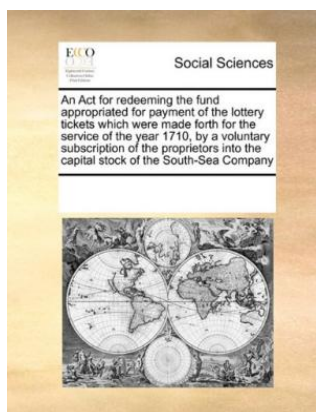 ECCO
Social Sciences
An Act for redeeming the fund
appropriated for payment of the lottery
tickets which were made forth for the
service of the year 1710, by a voluntary
subscription of the proprietors into the
capital stock of the South-Sea Company